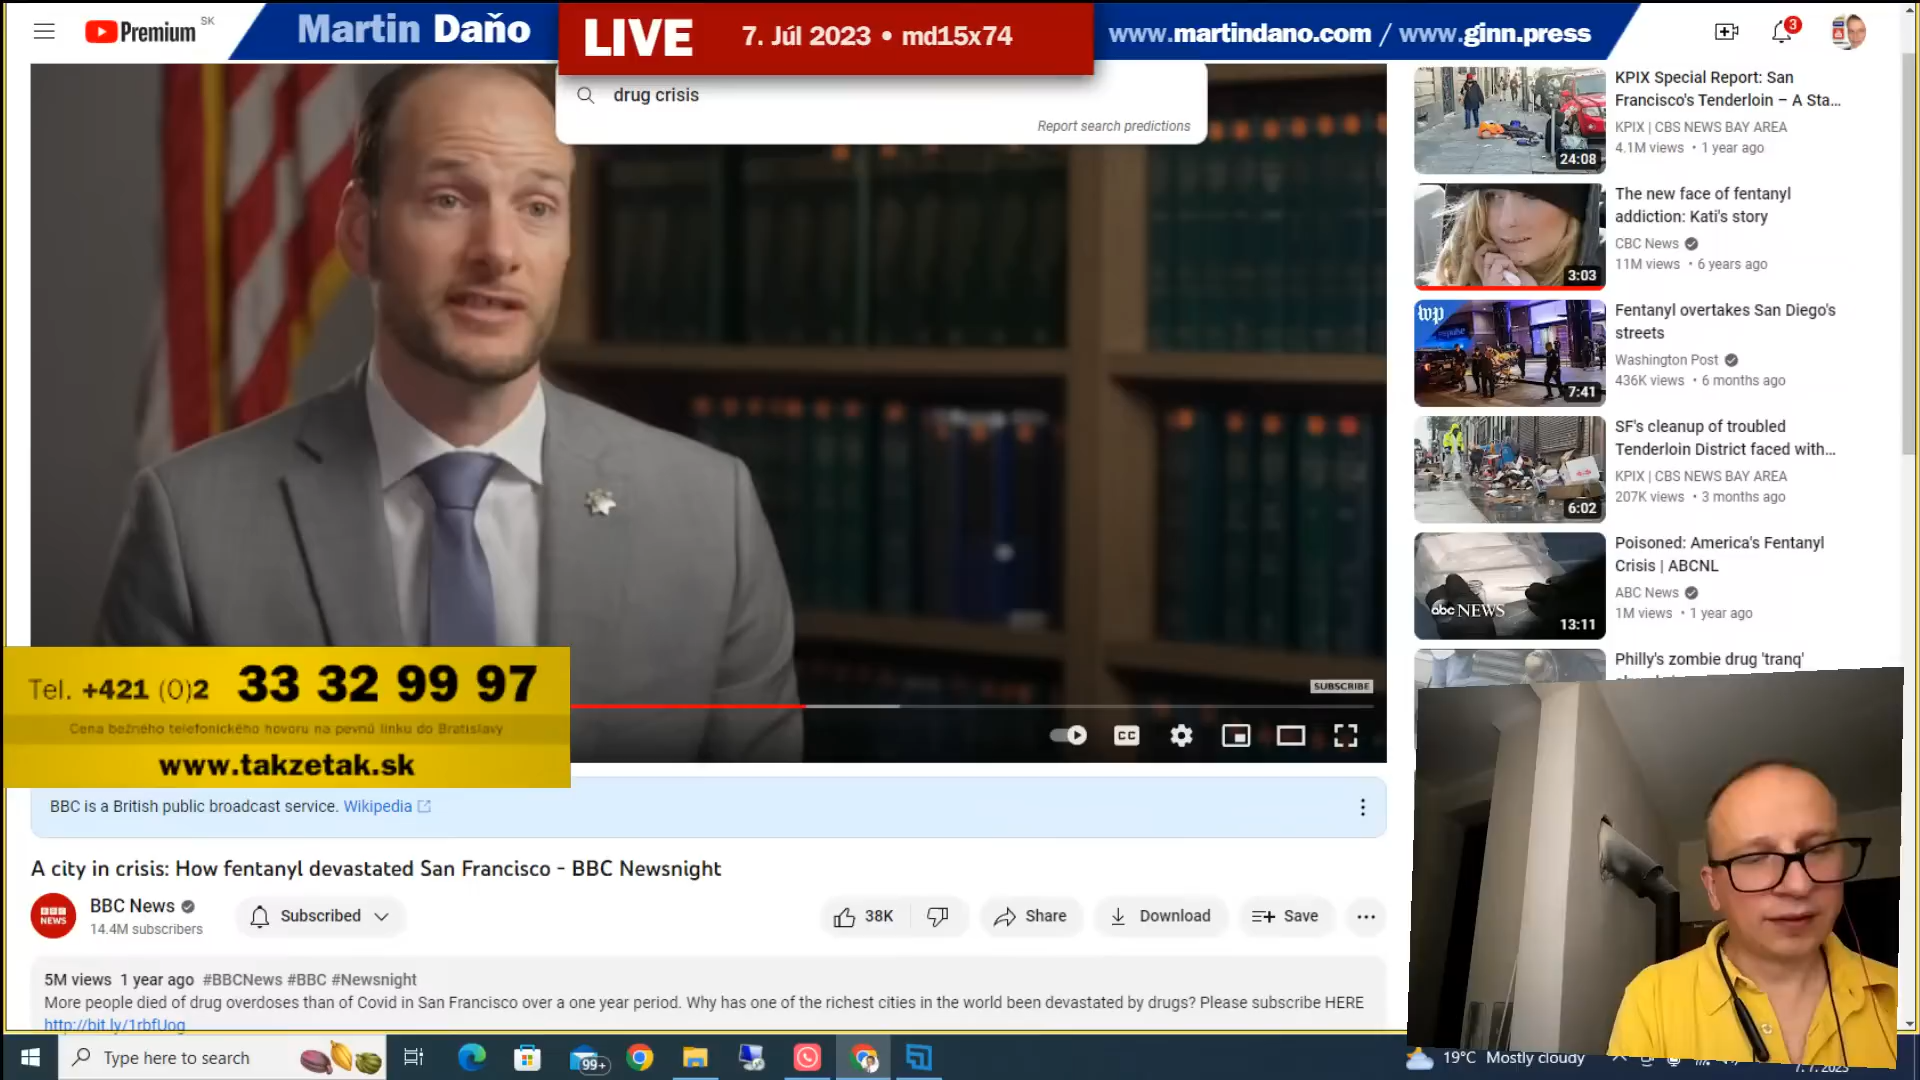 Premium SK
Martin Daňo
LIVE
7. Júl 2023 • md15x74
www.martindano.com / www.ginn.press
3
drug crisis
Report search predictions
KPIX Special Report: San
Francisco's Tenderloin – A Sta...
KPIX | CBS NEWS BAY AREA
4.1M views • 1 year ago
24:08
The new face of fentanyl
addiction: Kati's story
CBC News
11M views • 6 years ago
3:03
wp
Fentanyl overtakes San Diego's
streets
Washington Post
436K views • 6 months ago
7:41
SF's cleanup of troubled
Tenderloin District faced with...
KPIX | CBS NEWS BAY AREA
207K views • 3 months ago
6:02
Poisoned: America's Fentanyl
Crisis | ABCNL
ABC News
1M views • 1 year ago
abc NEWS
13:11
Philly's zombie drug 'tranq'
SUBSCRIBE
CC
Tel. +421 (0)2 33 32 99 97
Cena bežného telefonického hovoru na pevnú linku do Bratislavy
www.takzetak.sk
BBC is a British public broadcast service. Wikipedia
A city in crisis: How fentanyl devastated San Francisco - BBC Newsnight
BBC NEWS
BBC News
14.4M subscribers
Subscribed
38K
Share
Download
Save
5M views 1 year ago #BBCNews #BBC #Newsnight
More people died of drug overdoses than of Covid in San Francisco over a one year period. Why has one of the richest cities in the world been devastated by drugs? Please subscribe HERE
http://bit.ly/1rbfUog
Type here to search
99+
19°C Mostly cloudy
7. 7. 2023